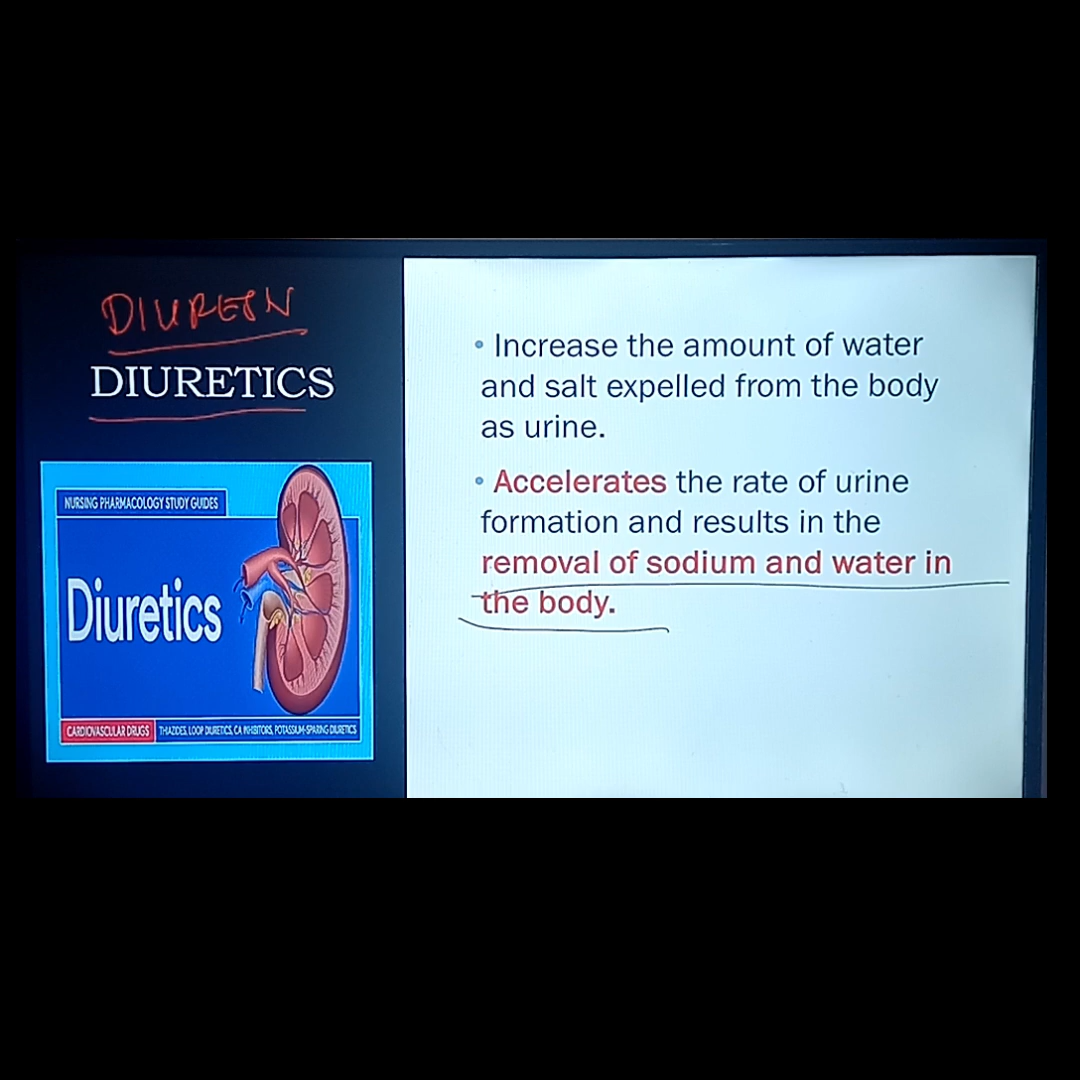 DIURETICS
NURSING PHARMACOLOGY STUDY GUIDES
Diuretics
CARDIOVASCULAR DRUGS THIAZIDES, LOOP DIURETICS, CA INHIBITORS, POTASSIUM-SPARING DIURETICS
• Increase the amount of water
and salt expelled from the body
as urine.
• Accelerates the rate of urine
formation and results in the
removal of sodium and water in
the body.